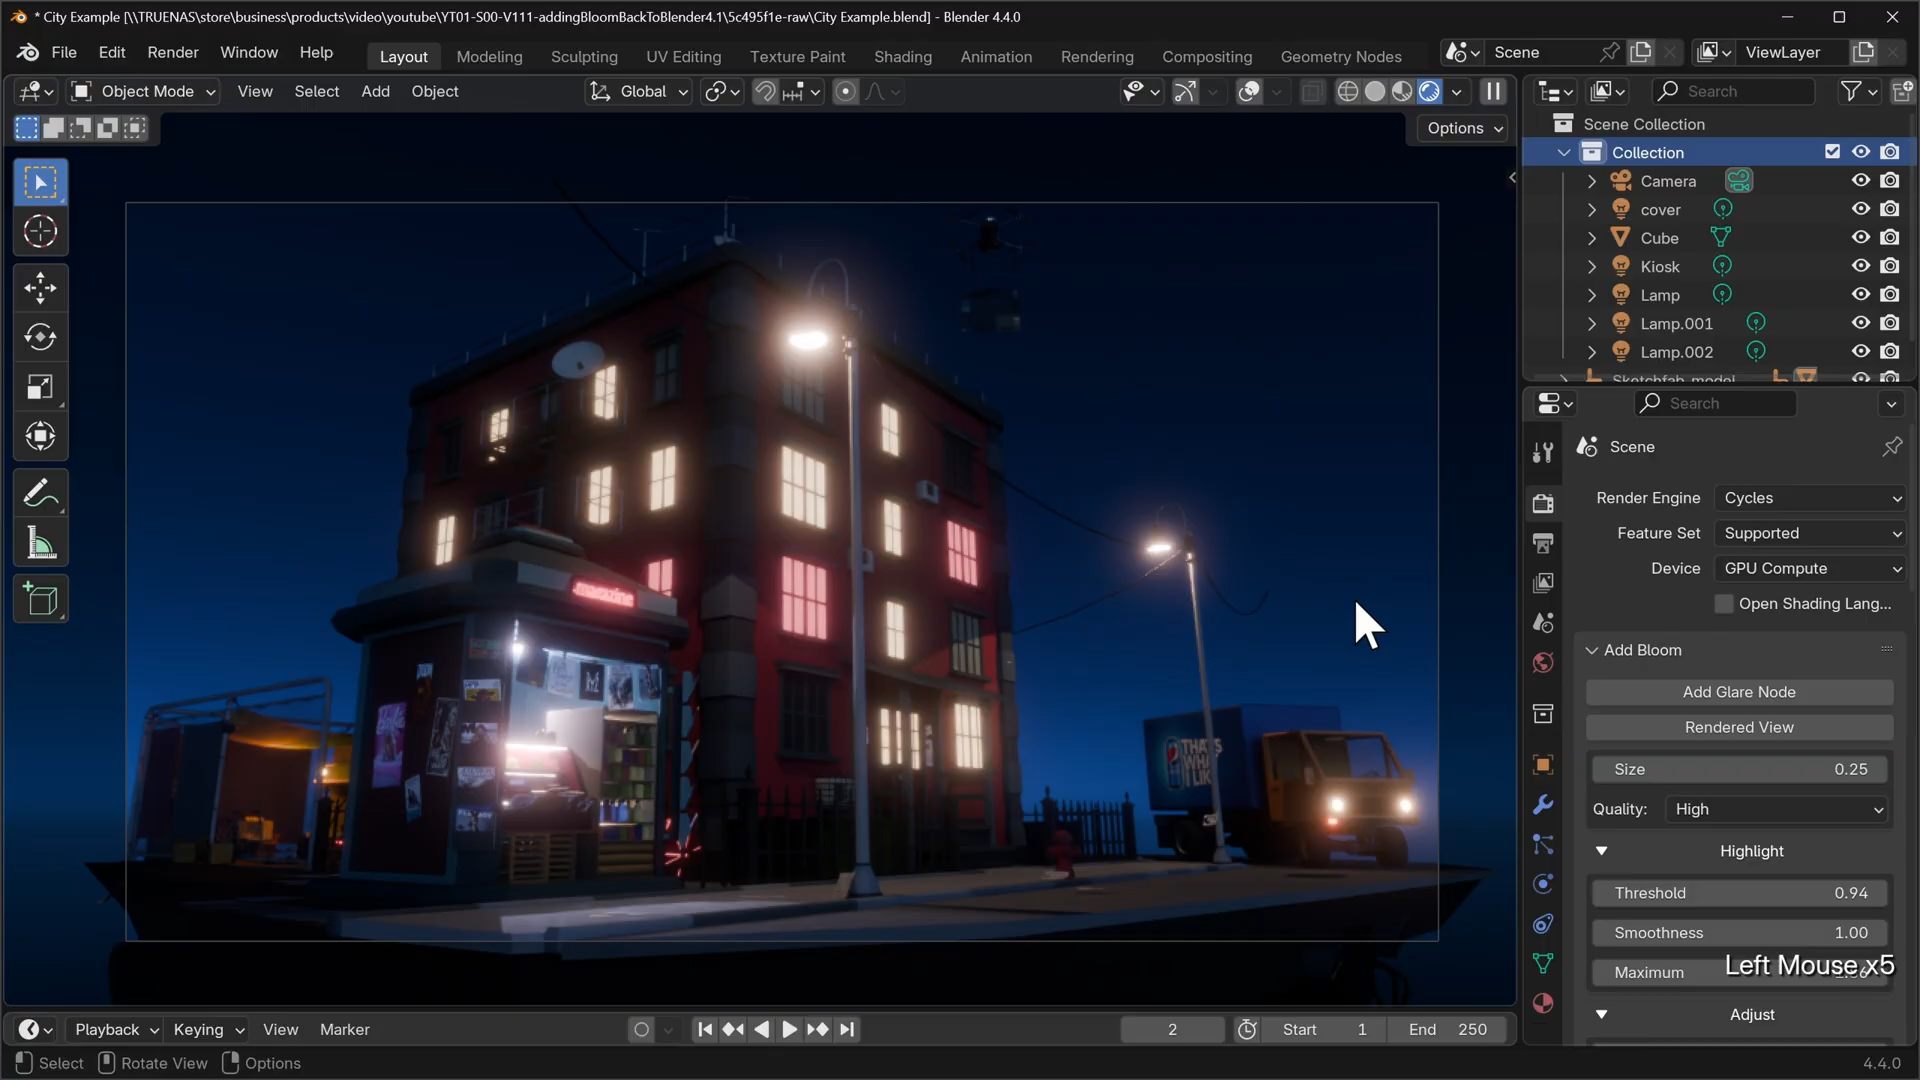 * City Example [\\TRUENAS\store\business\products\video\youtube\YT01-S00-V111-addingBloomBackToBlender4.1\5c495f1e-raw\City Example.blend] - Blender 4.4.0
File Edit Render Window Help Layout Modeling Sculpting UV Editing Texture Paint Shading Animation Rendering Compositing Geometry Nodes Scene ViewLayer
Object Mode View Select Add Object Global Search
Options
Scene Collection
Collection
Camera
cover
Cube
Kiosk
Lamp
Lamp.001
Lamp.002
Sketchfab_model
Search
Scene
Render Engine Cycles
Feature Set Supported
Device GPU Compute
Open Shading Lang...
Add Bloom
Add Glare Node
Rendered View
Size 0.25
Quality: High
Highlight
Threshold 0.94
Smoothness 1.00
Maximum
Left Mouse x5
Adjust
magazine
THATS
WHAT
I LIKE
Playback Keying View Marker 2 Start 1 End 250
Select Rotate View Options 4.4.0